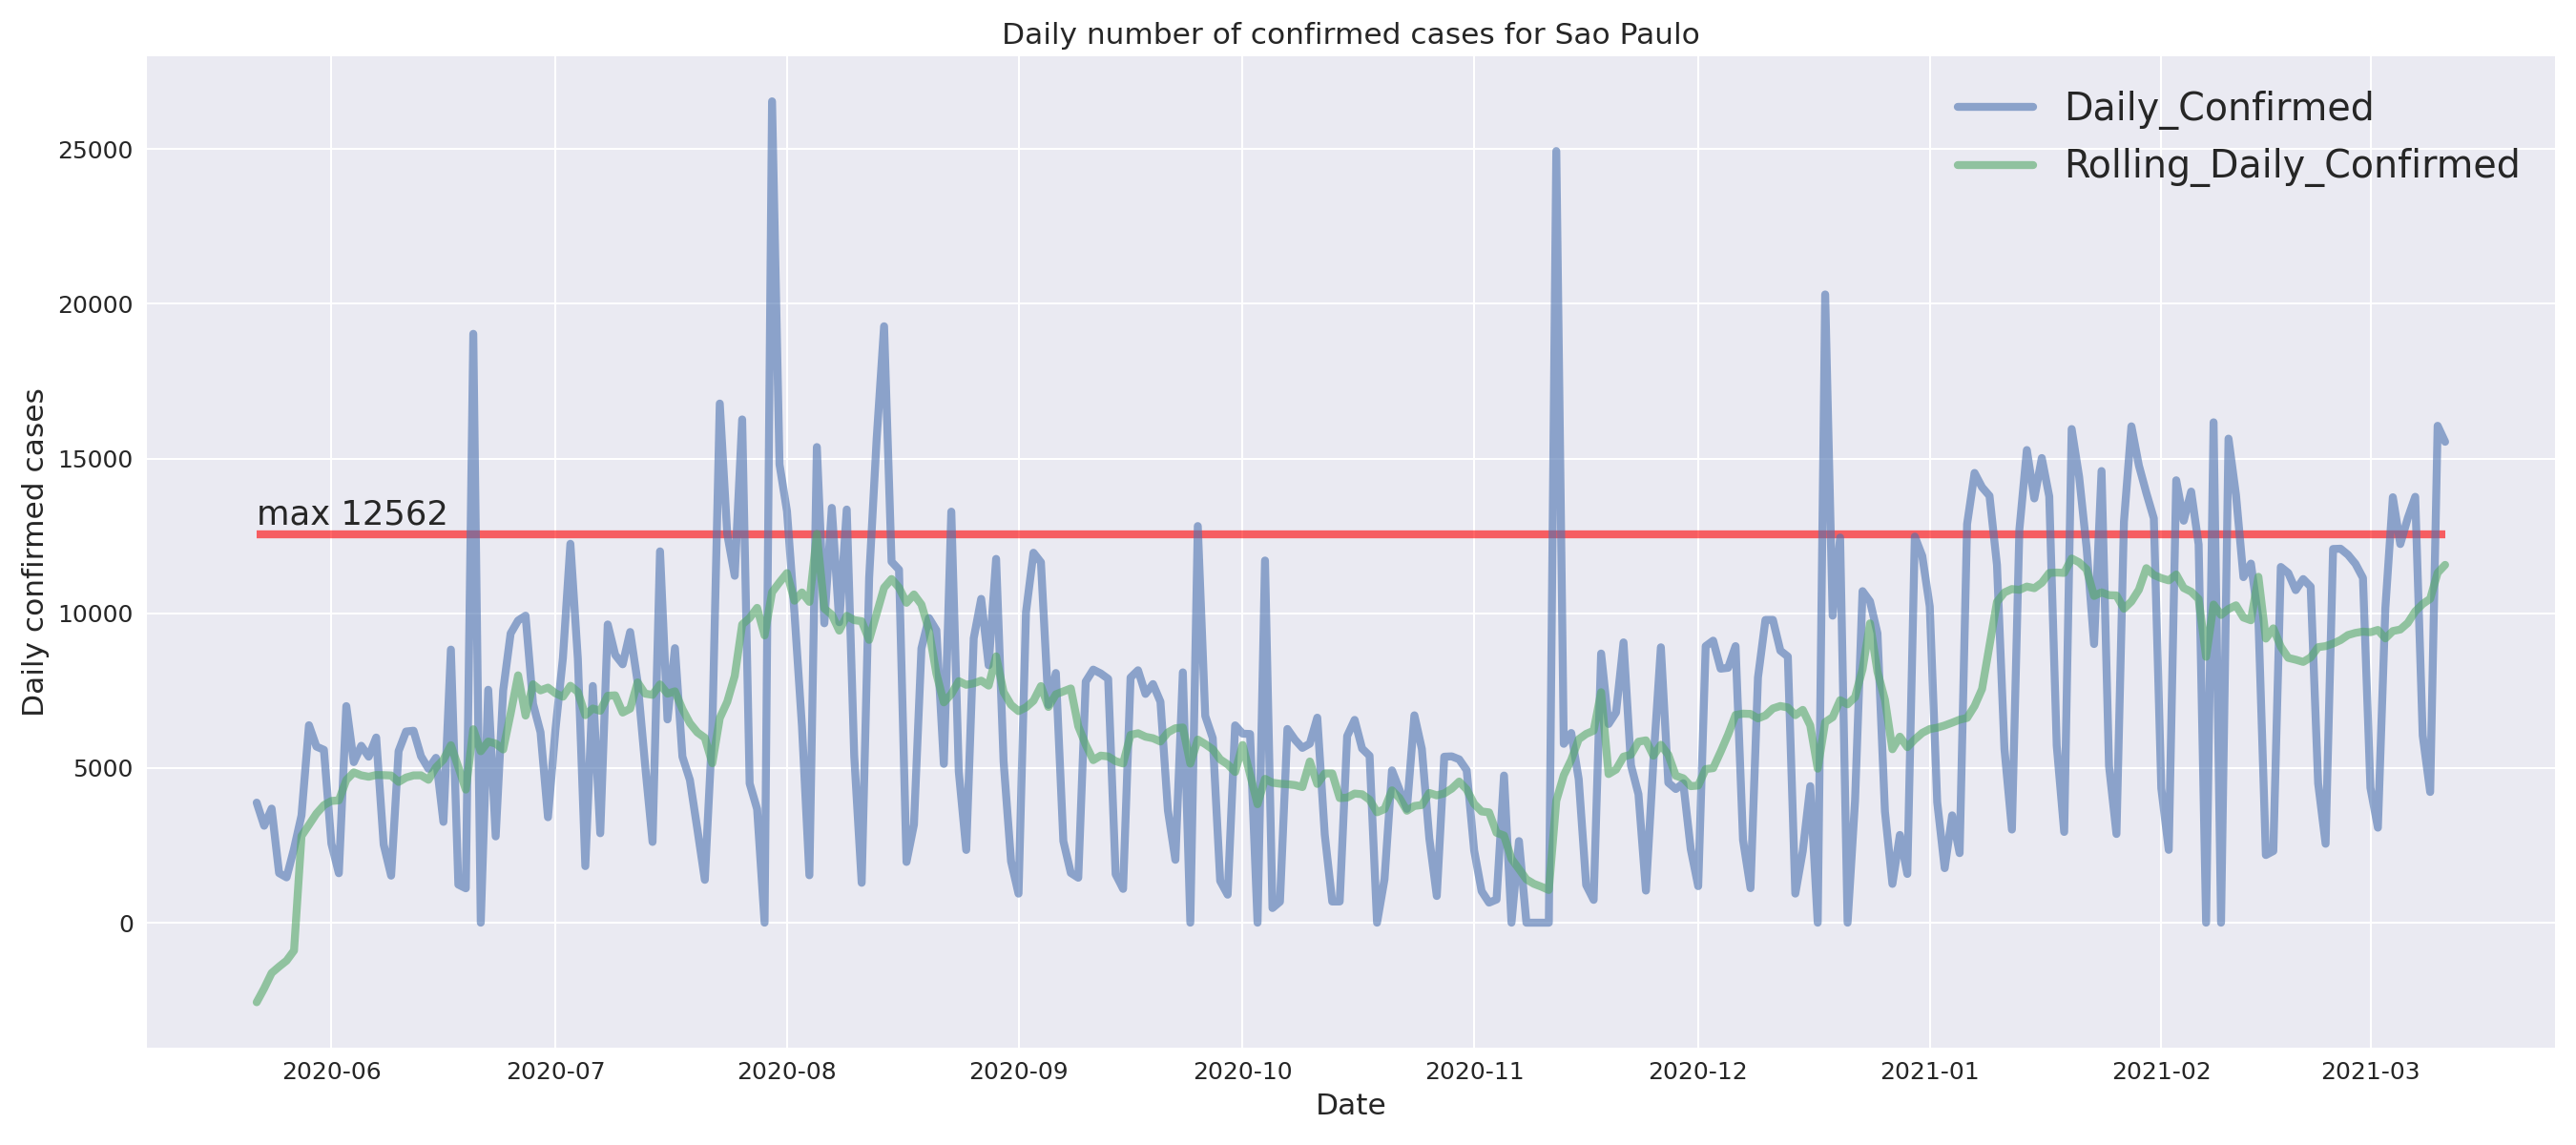 Daily number of confirmed cases for Sao Paulo
Daily_Confirmed
Rolling_Daily_Confirmed
Daily confirmed cases
25000
20000
15000
10000
5000
0
max 12562
2020-06 2020-07 2020-08 2020-09 2020-10 2020-11 2020-12 2021-01 2021-02 2021-03
Date